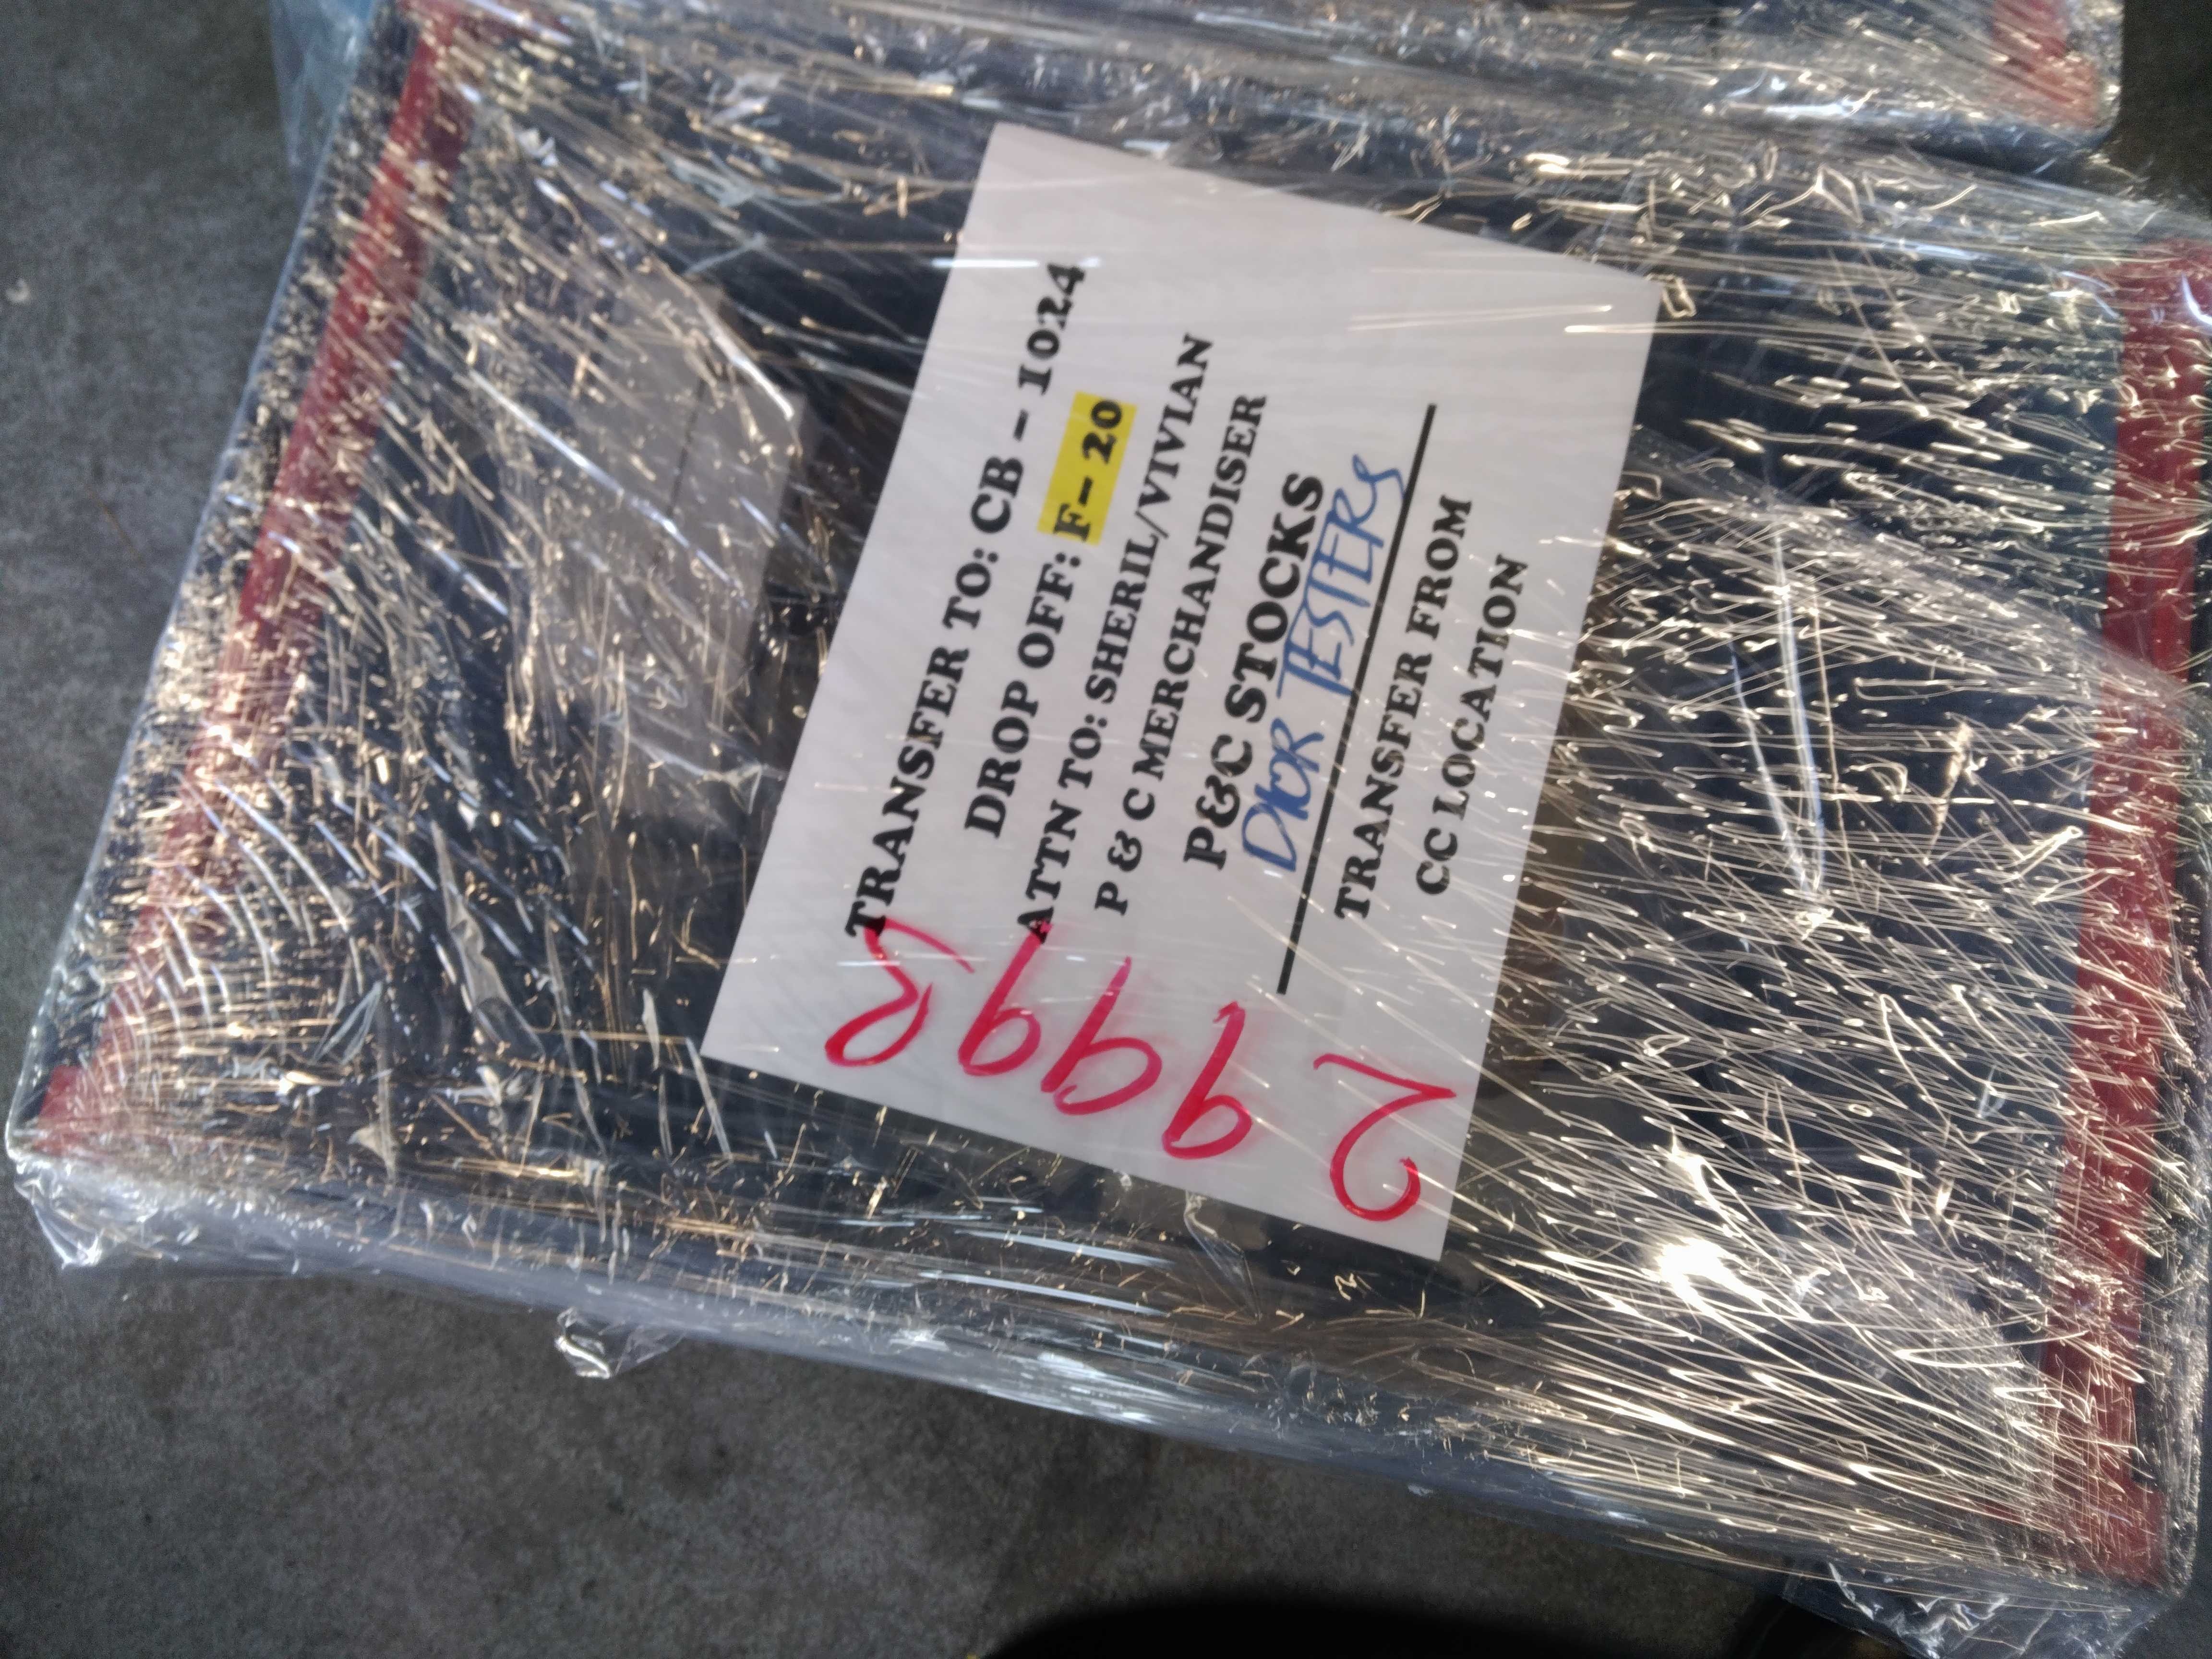 TRANSFER TO: CB – 1024
DROP OFF: F– 20
ATTN TO: SHERIL/VIVIAN
P & C MERCHANDISER
P&C STOCKS
DIOR TESTERS
TRANSFER FROM
CC LOCATION
29998